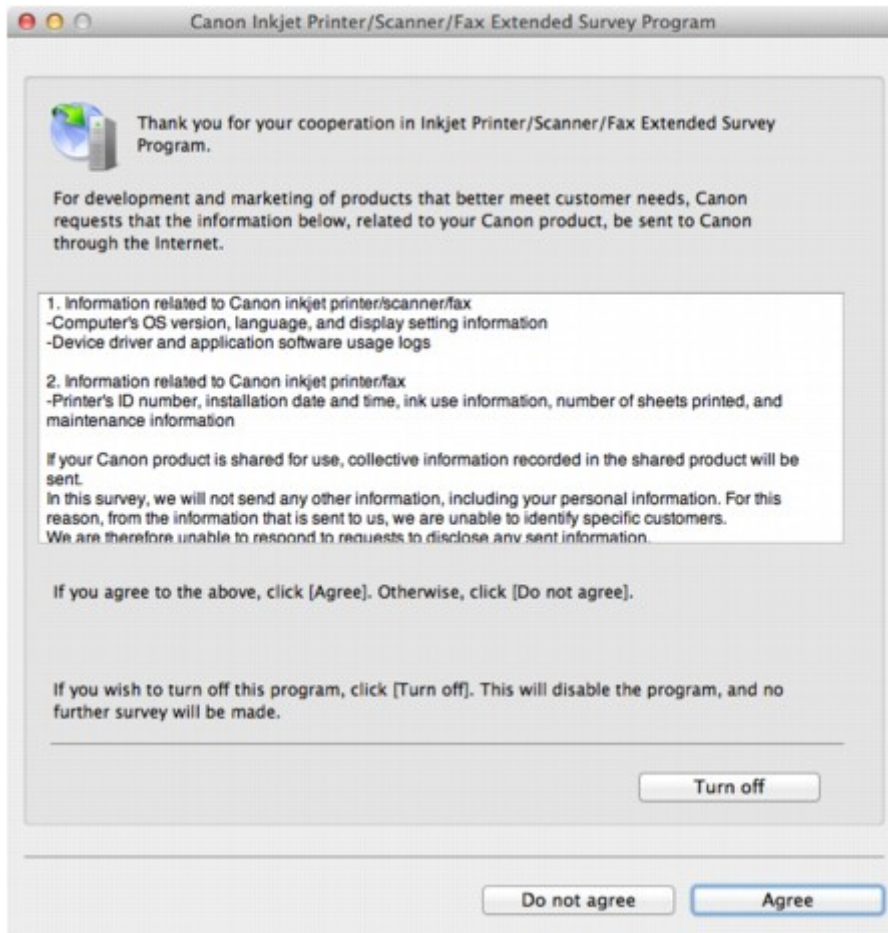 Canon Inkjet Printer/Scanner/Fax Extended Survey Program
Thank you for your cooperation in Inkjet Printer/Scanner/Fax Extended Survey
Program.
For development and marketing of products that better meet customer needs, Canon
requests that the information below, related to your Canon product, be sent to Canon
through the Internet.
1. Information related to Canon inkjet printer/scanner/fax
-Computer's OS version, language, and display setting information
-Device driver and application software usage logs
2. Information related to Canon inkjet printer/fax
-Printer's ID number, installation date and time, ink use information, number of sheets printed, and
maintenance information
If your Canon product is shared for use, collective information recorded in the shared product will be
sent.
In this survey, we will not send any other information, including your personal information. For this
reason, from the information that is sent to us, we are unable to identify specific customers.
We are therefore unable to respond to requests to disclose any sent information.
If you agree to the above, click [Agree]. Otherwise, click [Do not agree].
If you wish to turn off this program, click [Turn off]. This will disable the program, and no
further survey will be made.
Turn off
Do not agree
Agree